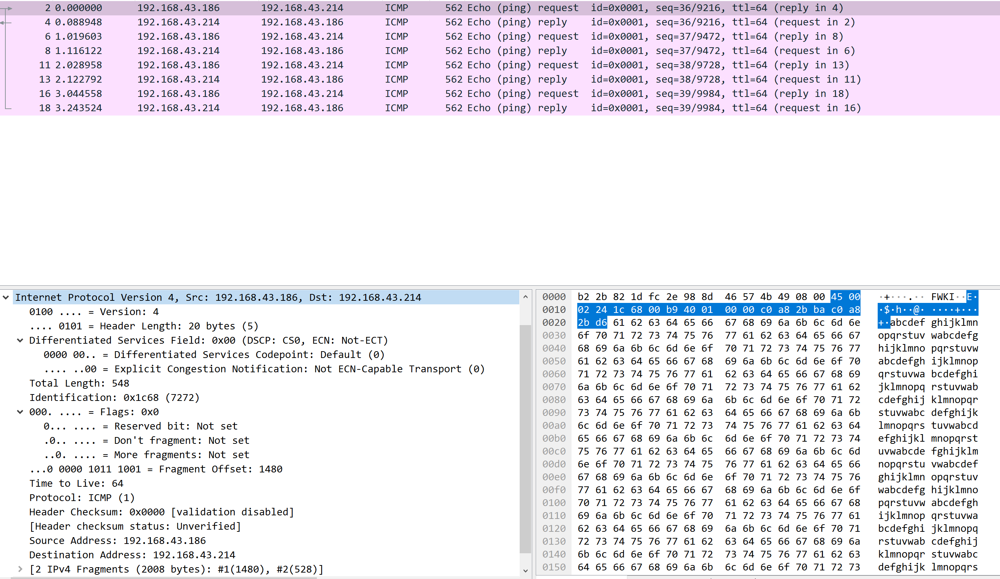 2 0.000000 192.168.43.186 192.168.43.214 ICMP 562 Echo (ping) request id=0x0001, seq=36/9216, ttl=64 (reply in 4)
4 0.088948 192.168.43.214 192.168.43.186 ICMP 562 Echo (ping) reply id=0x0001, seq=36/9216, ttl=64 (request in 2)
6 1.019603 192.168.43.186 192.168.43.214 ICMP 562 Echo (ping) request id=0x0001, seq=37/9472, ttl=64 (reply in 8)
8 1.116122 192.168.43.214 192.168.43.186 ICMP 562 Echo (ping) reply id=0x0001, seq=37/9472, ttl=64 (request in 6)
11 2.028958 192.168.43.186 192.168.43.214 ICMP 562 Echo (ping) request id=0x0001, seq=38/9728, ttl=64 (reply in 13)
13 2.122792 192.168.43.214 192.168.43.186 ICMP 562 Echo (ping) reply id=0x0001, seq=38/9728, ttl=64 (request in 11)
16 3.044558 192.168.43.186 192.168.43.214 ICMP 562 Echo (ping) request id=0x0001, seq=39/9984, ttl=64 (reply in 18)
18 3.243524 192.168.43.214 192.168.43.186 ICMP 562 Echo (ping) reply id=0x0001, seq=39/9984, ttl=64 (request in 16)
Internet Protocol Version 4, Src: 192.168.43.186, Dst: 192.168.43.214
0100 .... = Version: 4
.... 0101 = Header Length: 20 bytes (5)
Differentiated Services Field: 0x00 (DSCP: CS0, ECN: Not-ECT)
0000 00.. = Differentiated Services Codepoint: Default (0)
.... ..00 = Explicit Congestion Notification: Not ECN-Capable Transport (0)
Total Length: 548
Identification: 0x1c68 (7272)
000. .... = Flags: 0x0
0... .... = Reserved bit: Not set
.0.. .... = Don't fragment: Not set
..0. .... = More fragments: Not set
...0 0000 1011 1001 = Fragment Offset: 1480
Time to Live: 64
Protocol: ICMP (1)
Header Checksum: 0x0000 [validation disabled]
[Header checksum status: Unverified]
Source Address: 192.168.43.186
Destination Address: 192.168.43.214
[2 IPv4 Fragments (2008 bytes): #1(1480), #2(528)]
0000 b2 2b 82 1d fc 2e 98 8d 46 57 4b 49 08 00 45 00 ·+···.·· FWKI··E·
0010 02 24 1c 68 00 b9 40 01 00 00 c0 a8 2b ba c0 a8 ·$·h··@· ····+···
0020 2b d6 61 62 63 64 65 66 67 68 69 6a 6b 6c 6d 6e +·abcdef ghijklmn
0030 6f 70 71 72 73 74 75 76 77 61 62 63 64 65 66 67 opqrstuv wabcdefg
0040 68 69 6a 6b 6c 6d 6e 6f 70 71 72 73 74 75 76 77 hijklmno pqrstuvw
0050 61 62 63 64 65 66 67 68 69 6a 6b 6c 6d 6e 6f 70 abcdefgh ijklmnop
0060 71 72 73 74 75 76 77 61 62 63 64 65 66 67 68 69 qrstuvwa bcdefghi
0070 6a 6b 6c 6d 6e 6f 70 71 72 73 74 75 76 77 61 62 jklmnopq rstuvwab
0080 63 64 65 66 67 68 69 6a 6b 6c 6d 6e 6f 70 71 72 cdefghij klmnopqr
0090 73 74 75 76 77 61 62 63 64 65 66 67 68 69 6a 6b stuvwabc defghijk
00a0 6c 6d 6e 6f 70 71 72 73 74 75 76 77 61 62 63 64 lmnopqrs tuvwabcd
00b0 65 66 67 68 69 6a 6b 6c 6d 6e 6f 70 71 72 73 74 efghijkl mnopqrst
00c0 75 76 77 61 62 63 64 65 66 67 68 69 6a 6b 6c 6d uvwabcde fghijklm
00d0 6e 6f 70 71 72 73 74 75 76 77 61 62 63 64 65 66 nopqrstu vwabcdef
00e0 67 68 69 6a 6b 6c 6d 6e 6f 70 71 72 73 74 75 76 ghijklmn opqrstuv
00f0 77 61 62 63 64 65 66 67 68 69 6a 6b 6c 6d 6e 6f wabcdefg hijklmno
0100 70 71 72 73 74 75 76 77 61 62 63 64 65 66 67 68 pqrstuvw abcdefgh
0110 69 6a 6b 6c 6d 6e 6f 70 71 72 73 74 75 76 77 61 ijklmnop qrstuvwa
0120 62 63 64 65 66 67 68 69 6a 6b 6c 6d 6e 6f 70 71 bcdefghi jklmnopq
0130 72 73 74 75 76 77 61 62 63 64 65 66 67 68 69 6a rstuvwab cdefghij
0140 6b 6c 6d 6e 6f 70 71 72 73 74 75 76 77 61 62 63 klmnopqr stuvwabc
0150 64 65 66 67 68 69 6a 6b 6c 6d 6e 6f 70 71 72 73 defghijk lmnopqrs